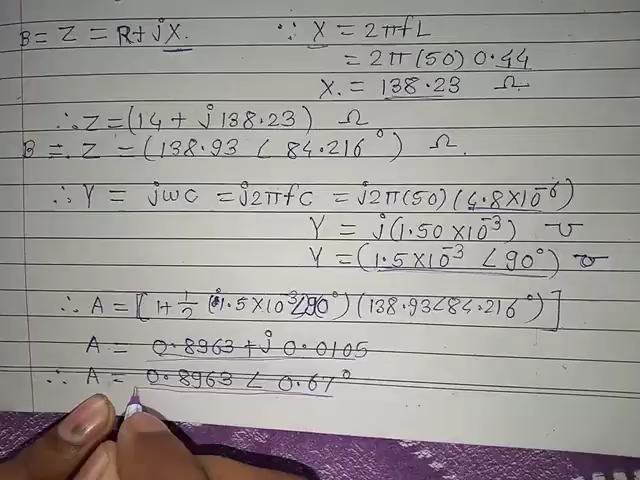 B = Z = R + jX. ∵ X = 2πfL
= 2π(50) 0.44
X. = 138.23 Ω
∴ Z = (14 + j 138.23) Ω
B = ∴ Z = (138.93 ∠ 84.216°) Ω.
∴ Y = jωc = j2πfc = j2π(50)(4.8×10⁻⁶)
Y = j(1.50 ×10⁻³) ℧
Y = (1.5×10⁻³ ∠90°) ℧
∴ A = [1+ 1/2 (1.5×10⁻³∠90°)(138.93∠84.216°)]
A = 0.8963 + j 0.0105
∴ A = 0.8963 ∠ 0.67°